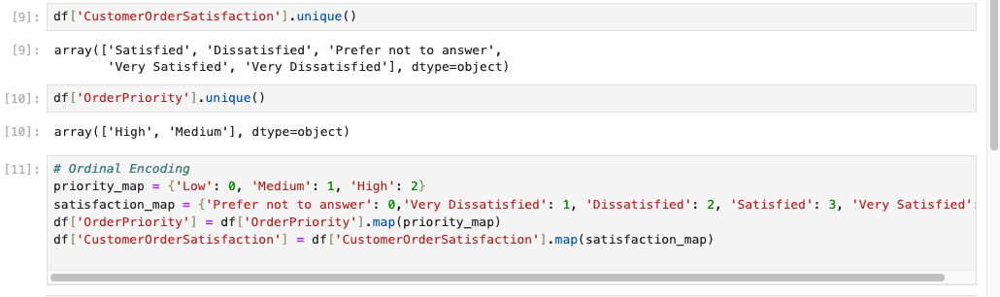 [9]: df['CustomerOrderSatisfaction'].unique()
[9]: array(['Satisfied', 'Dissatisfied', 'Prefer not to answer',
'Very Satisfied', 'Very Dissatisfied'], dtype=object)
[10]: df['OrderPriority'].unique()
[10]: array(['High', 'Medium'], dtype=object)
[11]: # Ordinal Encoding
priority_map = {'Low': 0, 'Medium': 1, 'High': 2}
satisfaction_map = {'Prefer not to answer': 0,'Very Dissatisfied': 1, 'Dissatisfied': 2, 'Satisfied': 3, 'Very Satisfied':
df['OrderPriority'] = df['OrderPriority'].map(priority_map)
df['CustomerOrderSatisfaction'] = df['CustomerOrderSatisfaction'].map(satisfaction_map)